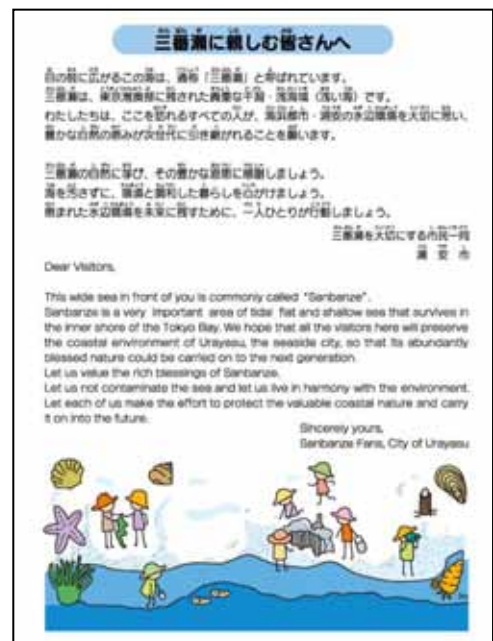 三番瀬に親しむ皆さんへ
目の前に広がるこの海は、通称「三番瀬」と呼ばれています。
三番瀬は、東京湾奥部に残された貴重な干潟・浅海域（浅い海）です。
わたしたちは、ここを訪れるすべての人が、海浜都市・浦安の水辺環境を大切に思い、
豊かな自然の恵みが次世代に引き継がれることを願います。
三番瀬の自然に学び、その豊かな恩恵に感謝しましょう。
海を汚さずに、環境と調和した暮らしを心がけましょう。
恵まれた水辺環境を未来に残すために、一人ひとりが行動しましょう。
三番瀬を大切にする市民一同
浦 安 市
Dear Visitors,
This wide sea in front of you is commonly called “Sanbanze”.
Sanbanze is a very important area of tidal flat and shallow sea that survives in
the inner shore of the Tokyo Bay. We hope that all the visitors here will preserve
the coastal environment of Urayasu, the seaside city, so that its abundantly
blessed nature could be carried on to the next generation.
Let us value the rich blessings of Sanbanze.
Let us not contaminate the sea and let us live in harmony with the environment.
Let each of us make the effort to protect the valuable coastal nature and carry
it on into the future.
Sincerely yours,
Sanbanze Fans, City of Urayasu